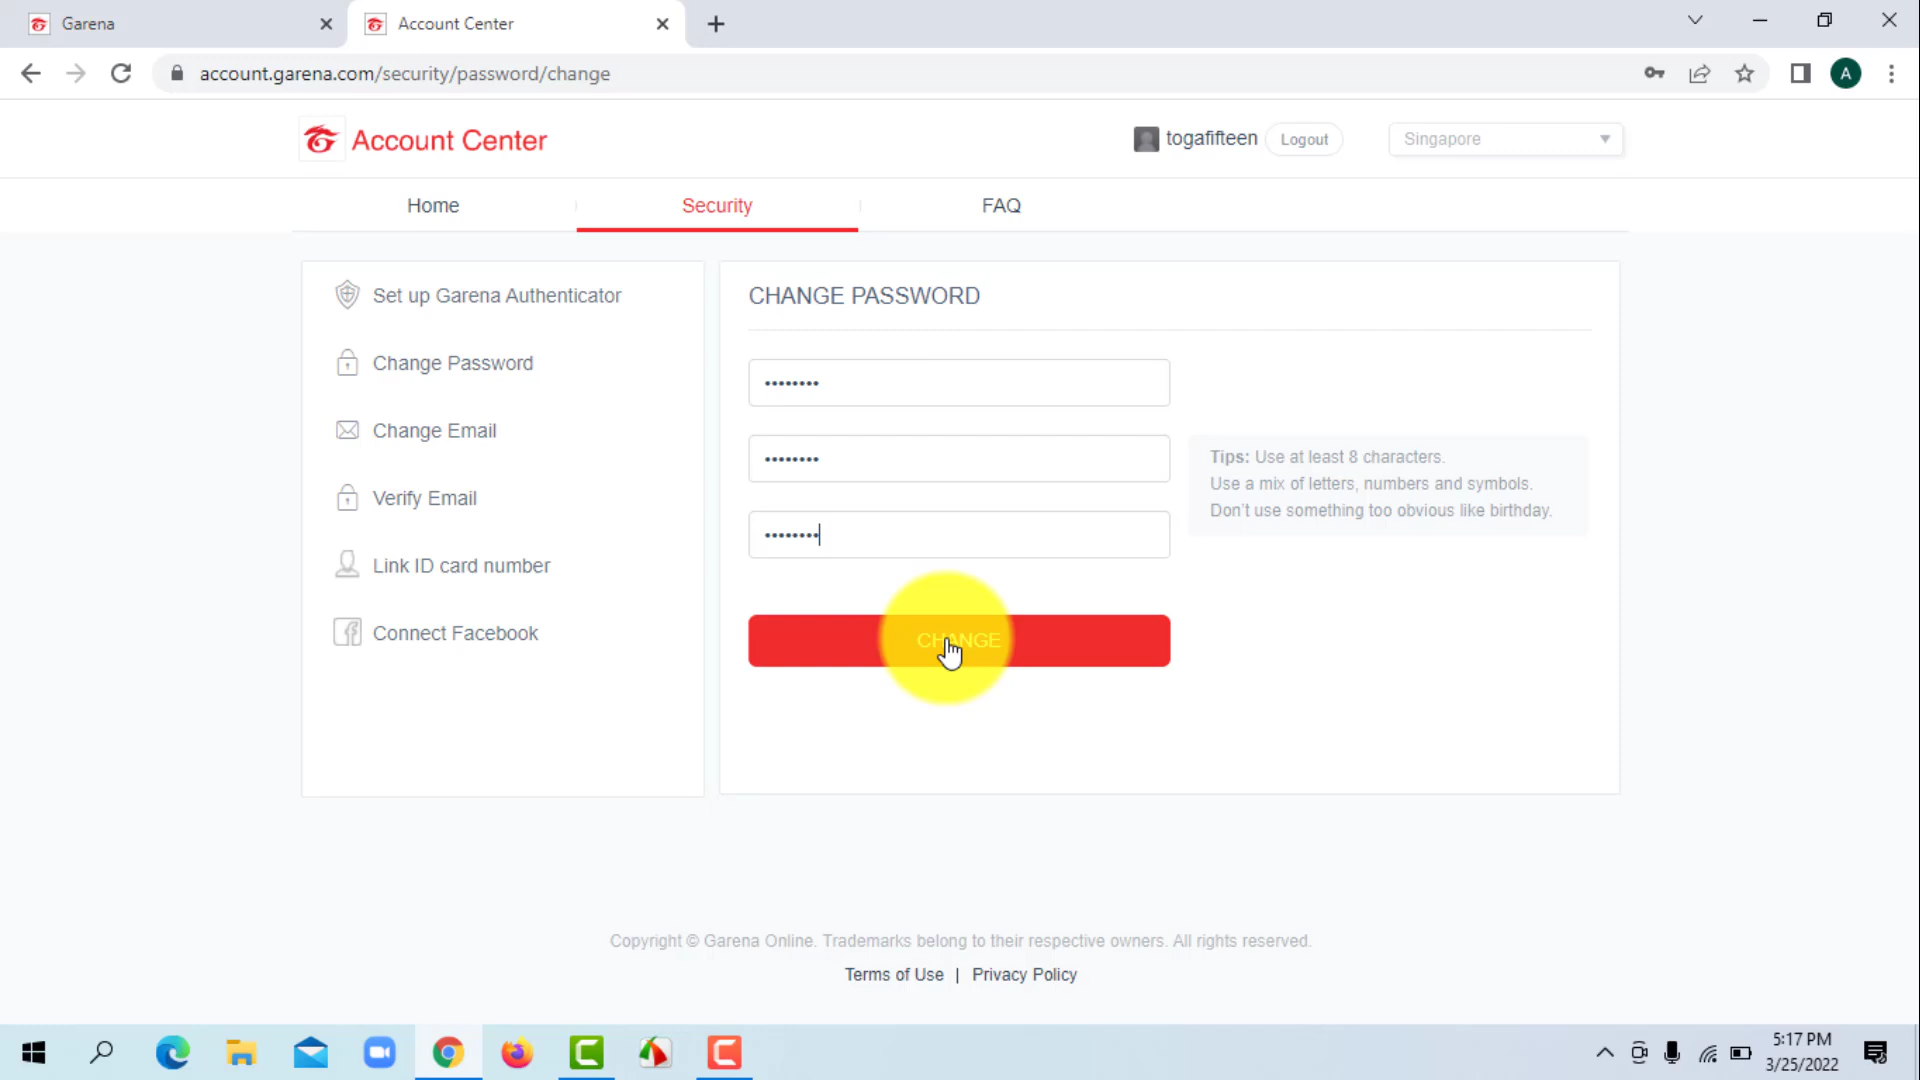 Garena
Account Center
account.garena.com/security/password/change
A
Account Center
togafifteen
Logout
Singapore
Home
Security
FAQ
Set up Garena Authenticator
Change Password
Change Email
Verify Email
Link ID card number
Connect Facebook
CHANGE PASSWORD
••••••••
••••••••
••••••••
Tips: Use at least 8 characters.
Use a mix of letters, numbers and symbols.
Don't use something too obvious like birthday.
CHANGE
Copyright © Garena Online. Trademarks belong to their respective owners. All rights reserved.
Terms of Use | Privacy Policy
5:17 PM
3/25/2022